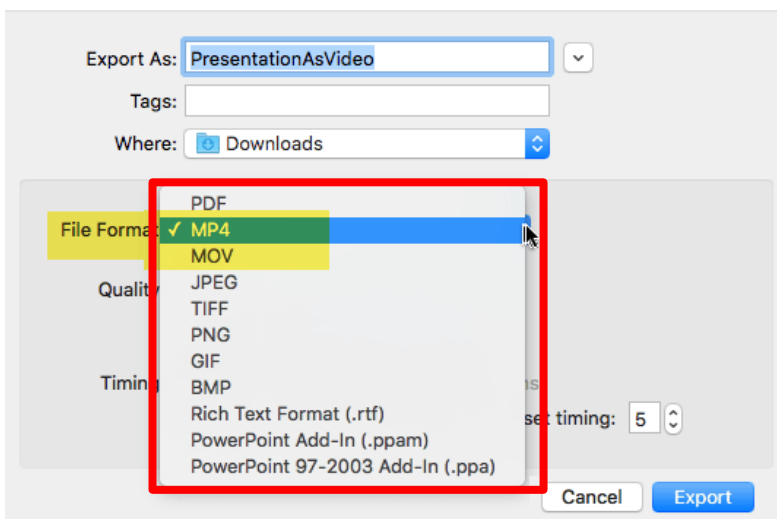 Export As: PresentationAsVideo
Tags:
Where: Downloads
PDF
File Format ✓ MP4
MOV
Quality JPEG
TIFF
PNG
GIF
Timing BMP
Rich Text Format (.rtf)
set timing: 5
PowerPoint Add-In (.ppam)
PowerPoint 97-2003 Add-In (.ppa)
Cancel Export